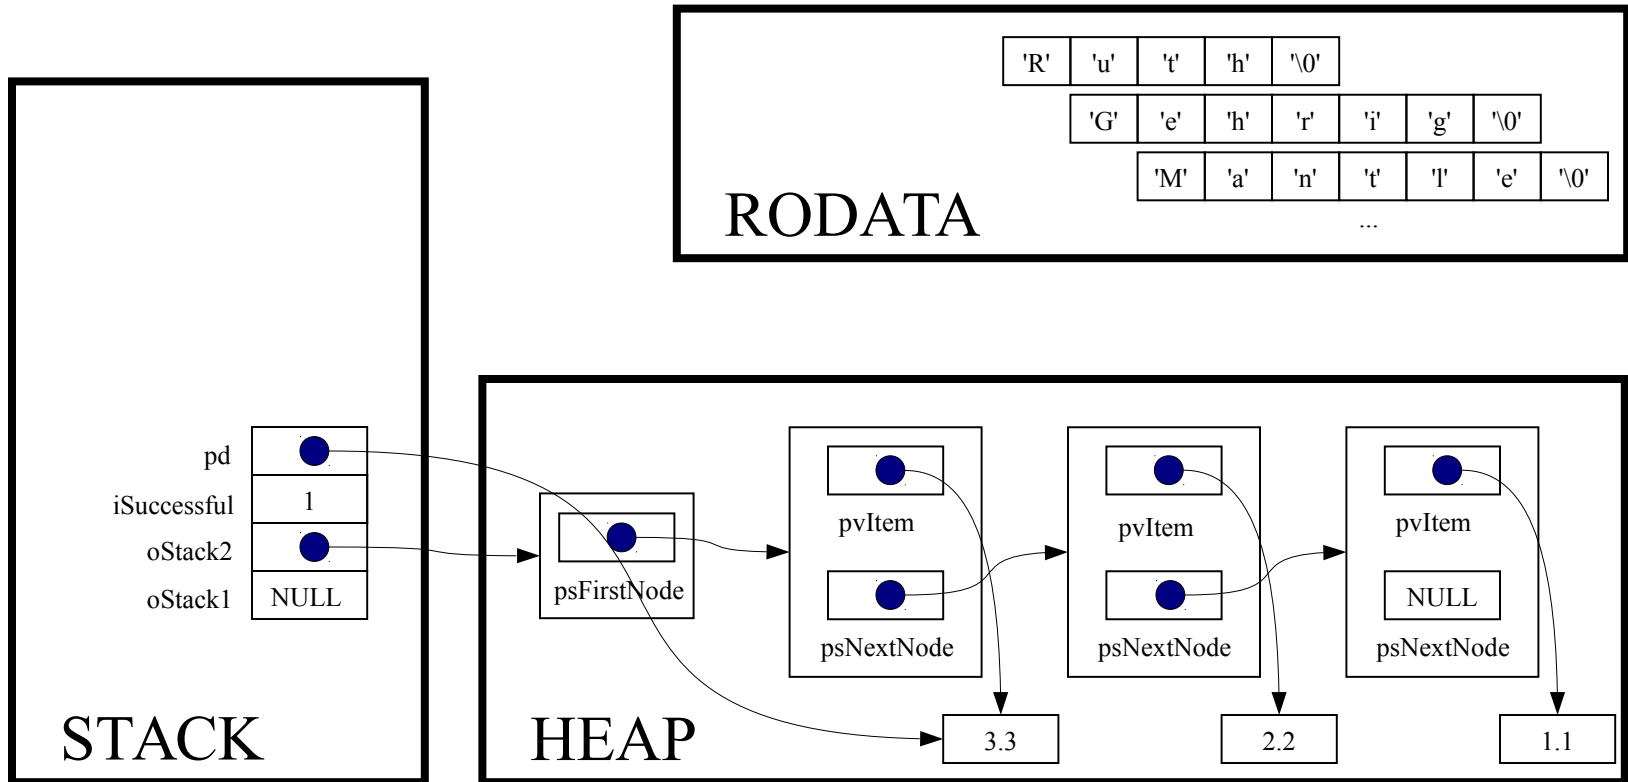 'R' 'u' 't' 'h' '\0'
'G' 'e' 'h' 'r' 'i' 'g' '\0'
'M' 'a' 'n' 't' 'l' 'e' '\0'
...
RODATA
pd
iSuccessful 1
oStack2
oStack1 NULL
STACK
psFirstNode
pvItem pvItem pvItem
NULL
psNextNode psNextNode psNextNode
3.3 2.2 1.1
HEAP